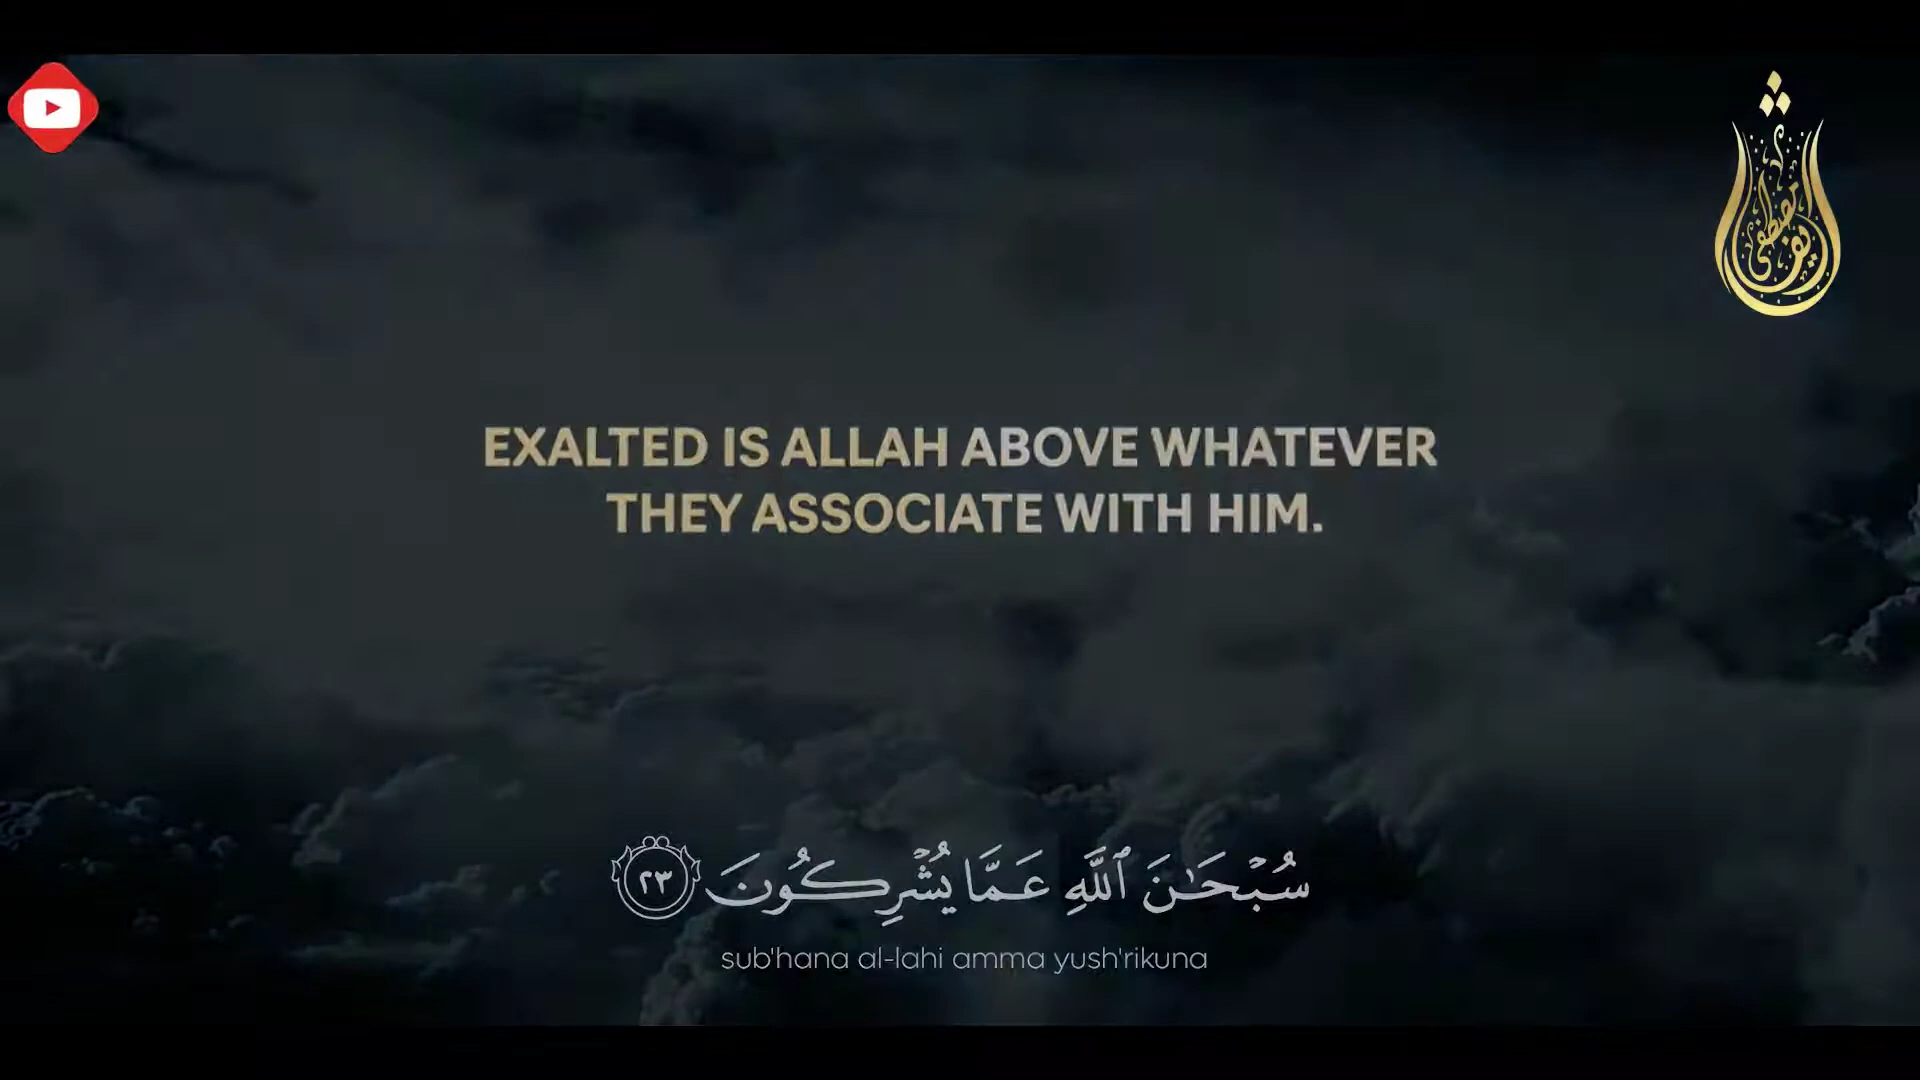 EXALTED IS ALLAH ABOVE WHATEVER
THEY ASSOCIATE WITH HIM.
سُبْحَـٰنَ ٱللَّهِ عَمَّا يُشْرِكُونَ ٢٣
sub'hana al-lahi amma yush'rikuna